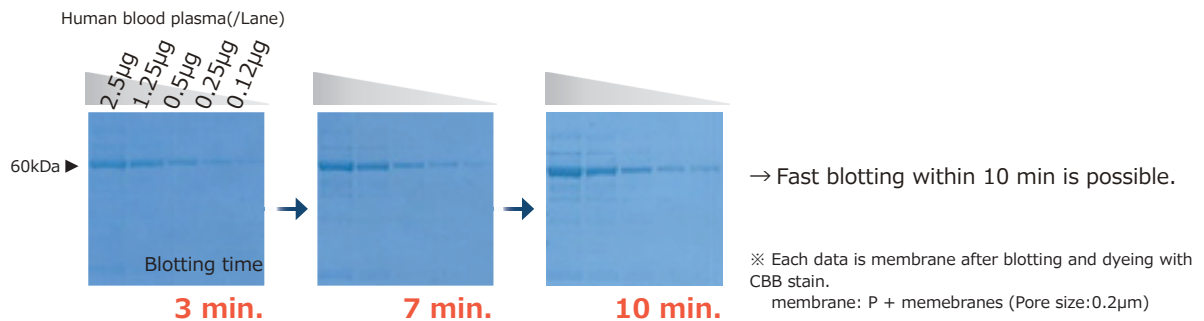 Human blood plasma(/Lane)
2.5µg
1.25µg
0.5µg
0.25µg
0.12µg
60kDa ▶
Blotting time
3 min.
7 min.
10 min.
→ Fast blotting within 10 min is possible.
※ Each data is membrane after blotting and dyeing with
CBB stain.
membrane: P + memebranes (Pore size:0.2µm)